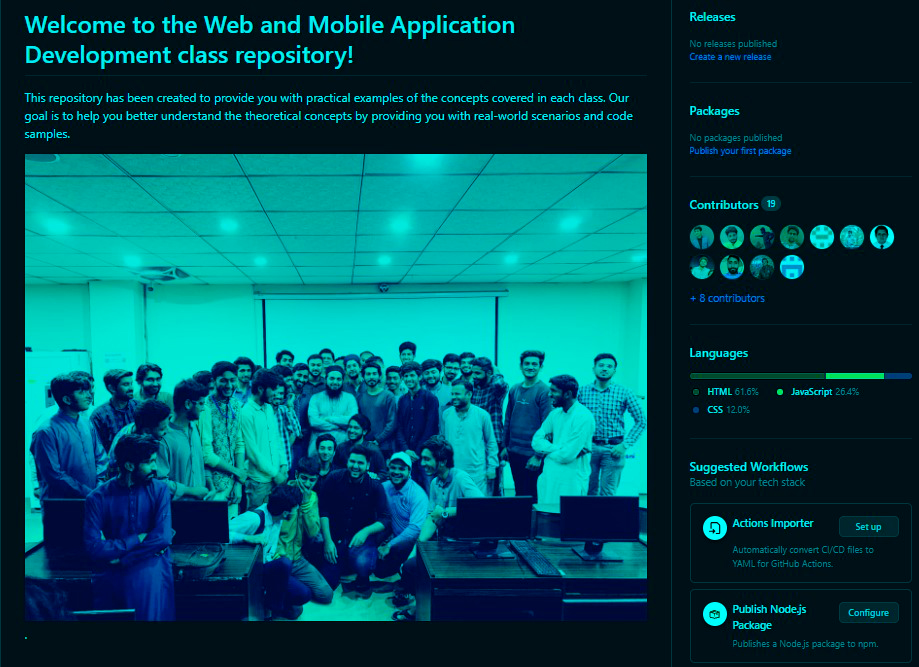 Welcome to the Web and Mobile Application
Development class repository!
This repository has been created to provide you with practical examples of the concepts covered in each class. Our
goal is to help you better understand the theoretical concepts by providing you with real-world scenarios and code
samples.
.
Releases
No releases published
Create a new release
Packages
No packages published
Publish your first package
Contributors 19
+ 8 contributors
Languages
HTML 61.6% JavaScript 26.4%
CSS 12.0%
Suggested Workflows
Based on your tech stack
Actions Importer Set up
Automatically convert CI/CD files to
YAML for GitHub Actions.
Publish Node.js Configure
Package
Publishes a Node.js package to npm.